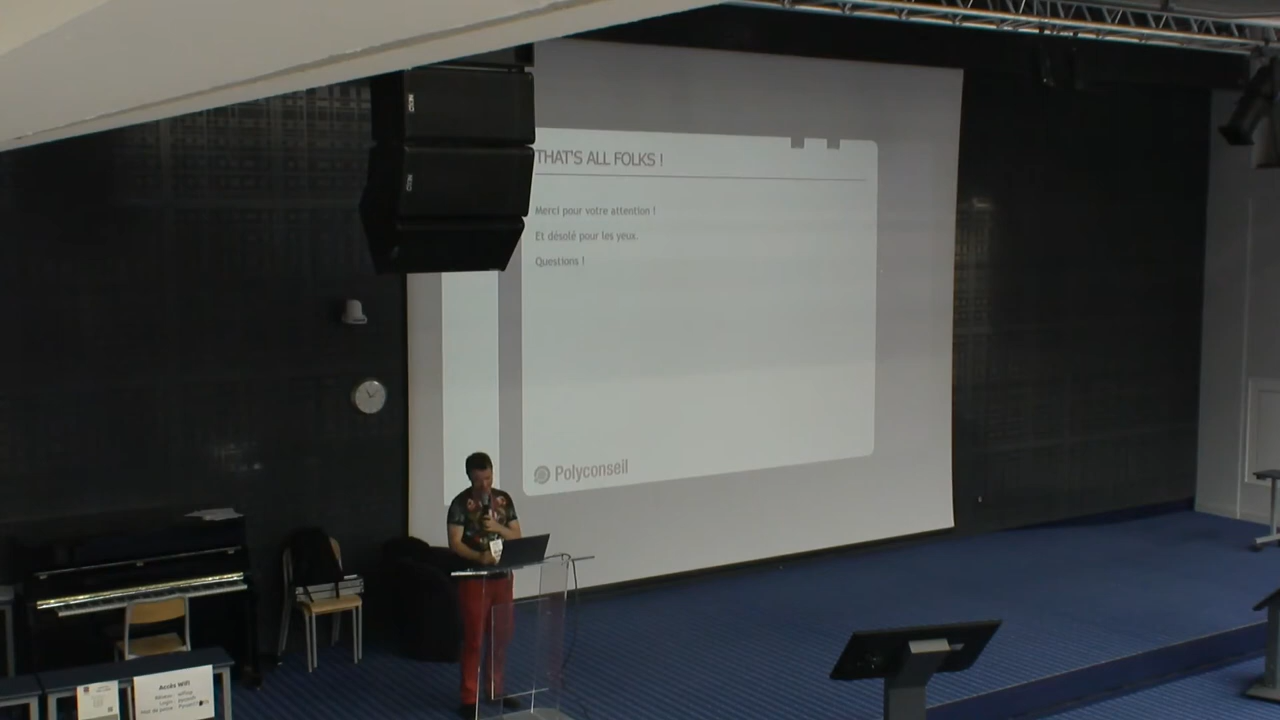 THAT'S ALL FOLKS !
Merci pour votre attention !
Et désolé pour les yeux.
Questions !
Polyconseil
Accès WiFi